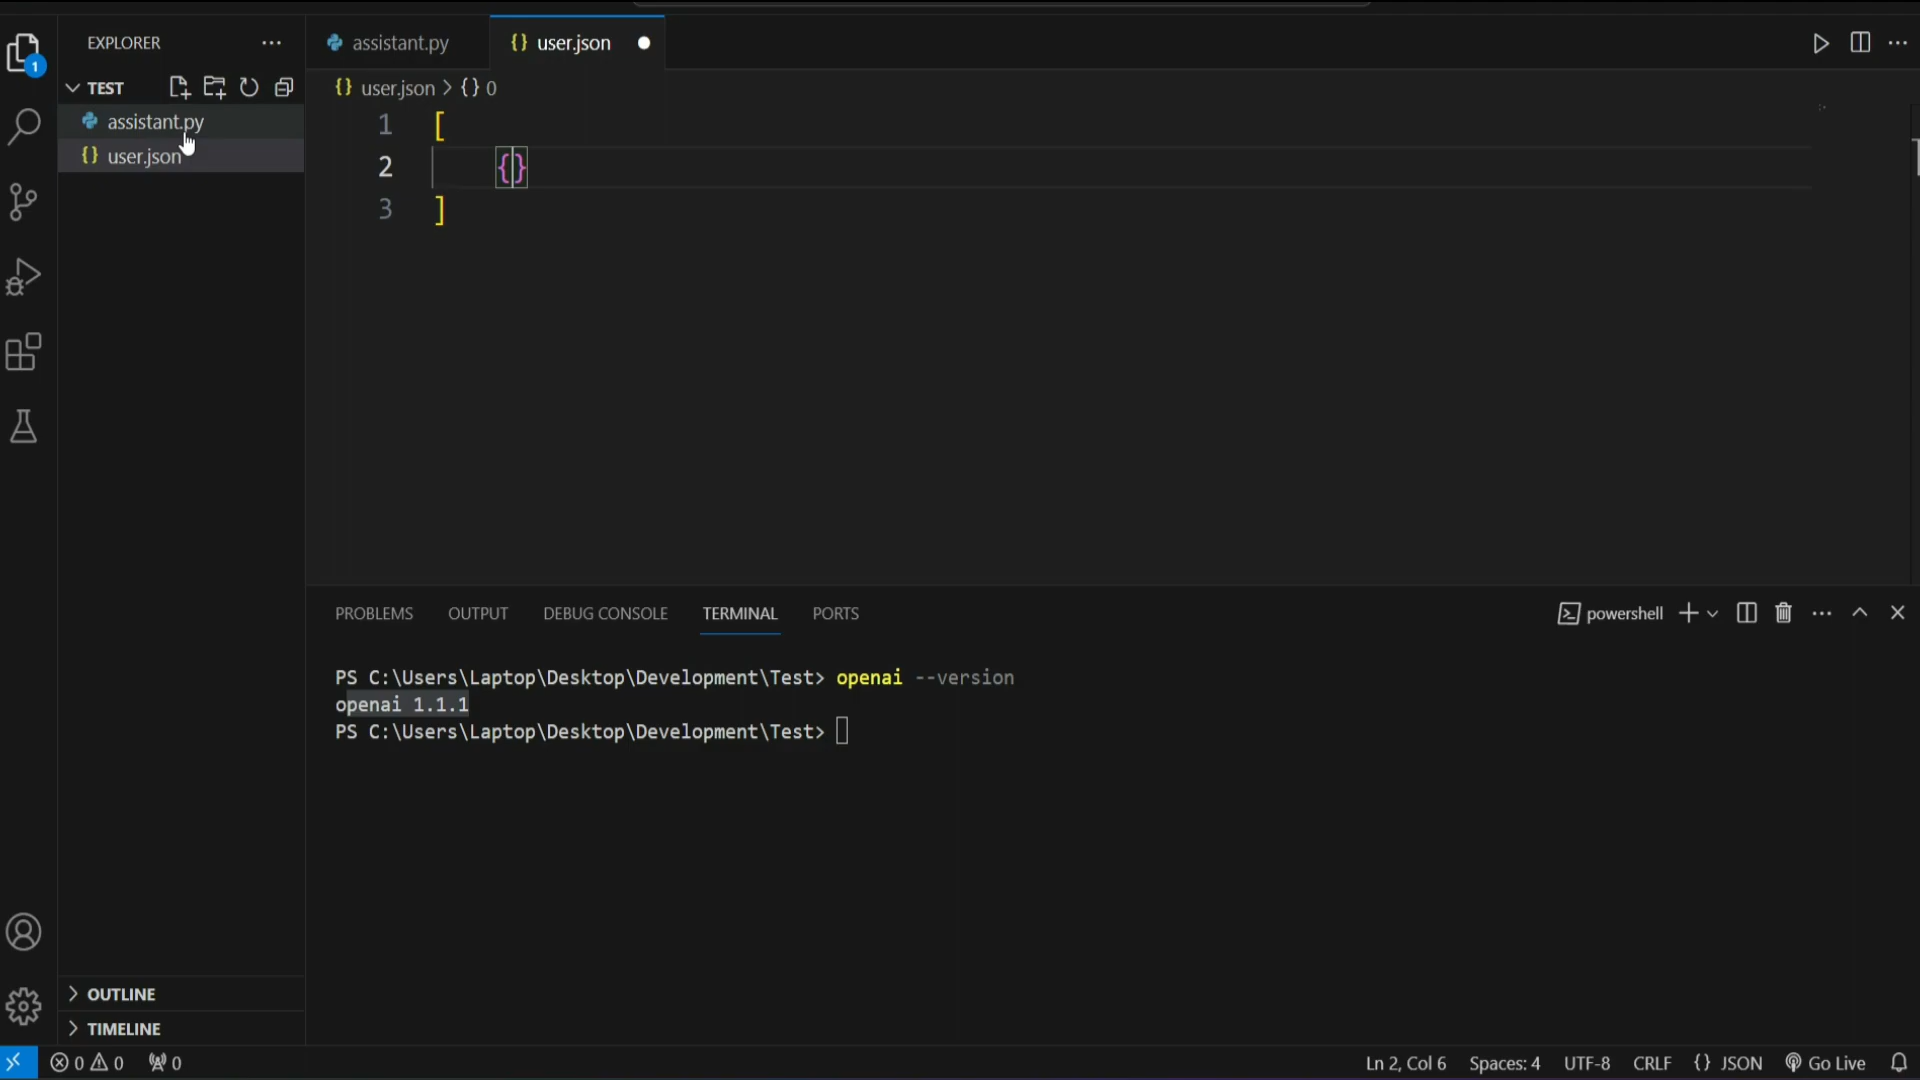 EXPLORER
TEST
assistant.py
user.json
1
assistant.py
{} user.json
{} user.json > {} 0
1 [
2 {}
3 ]
PROBLEMS OUTPUT DEBUG CONSOLE TERMINAL PORTS
powershell
PS C:\Users\Laptop\Desktop\Development\Test> openai --version
openai 1.1.1
PS C:\Users\Laptop\Desktop\Development\Test>
OUTLINE
TIMELINE
0 0 0
Ln 2, Col 6 Spaces: 4 UTF-8 CRLF {} JSON Go Live